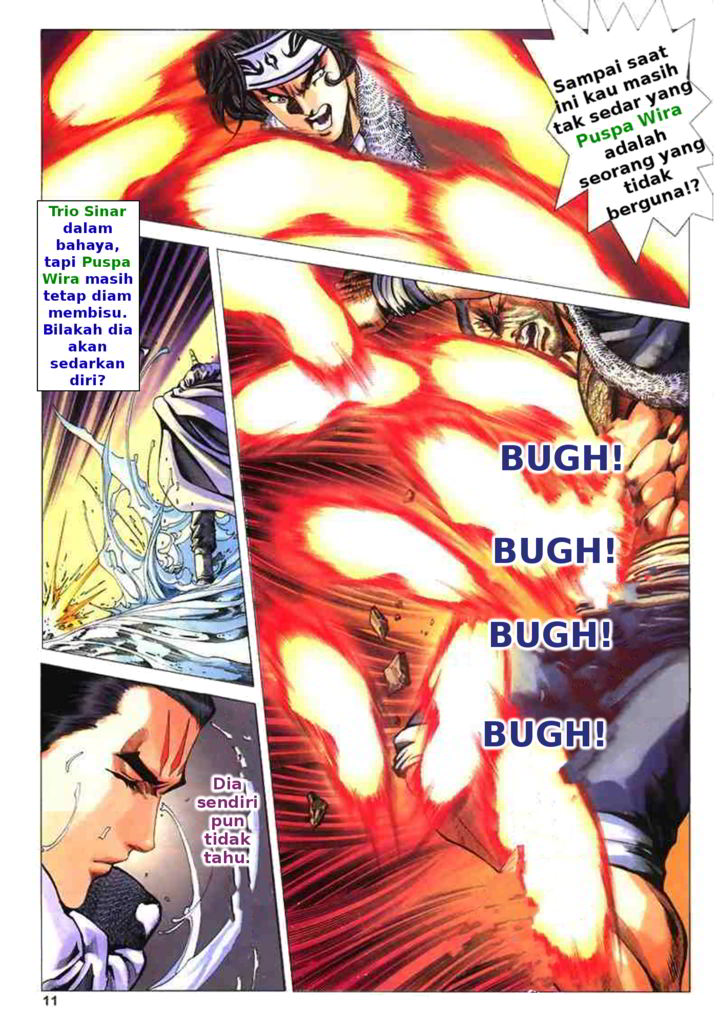 Sampai saat
ini kau masih
tak sedar yang
Puspa Wira
adalah
seorang yang
tidak
berguna!?
Trio Sinar
dalam
bahaya,
tapi Puspa
Wira masih
tetap diam
membisu.
Bilakah dia
akan
sedarkan
diri?
BUGH!
BUGH!
BUGH!
BUGH!
Dia
sendiri
pun
tidak
tahu.
11